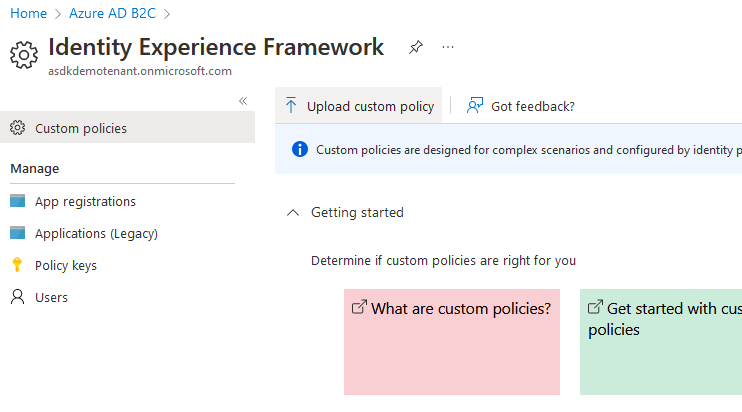 Home > Azure AD B2C >
Identity Experience Framework
asdkdemotenant.onmicrosoft.com
Custom policies
Manage
App registrations
Applications (Legacy)
Policy keys
Users
Upload custom policy
Got feedback?
Custom policies are designed for complex scenarios and configured by identity p
Getting started
Determine if custom policies are right for you
What are custom policies?
Get started with cus
policies